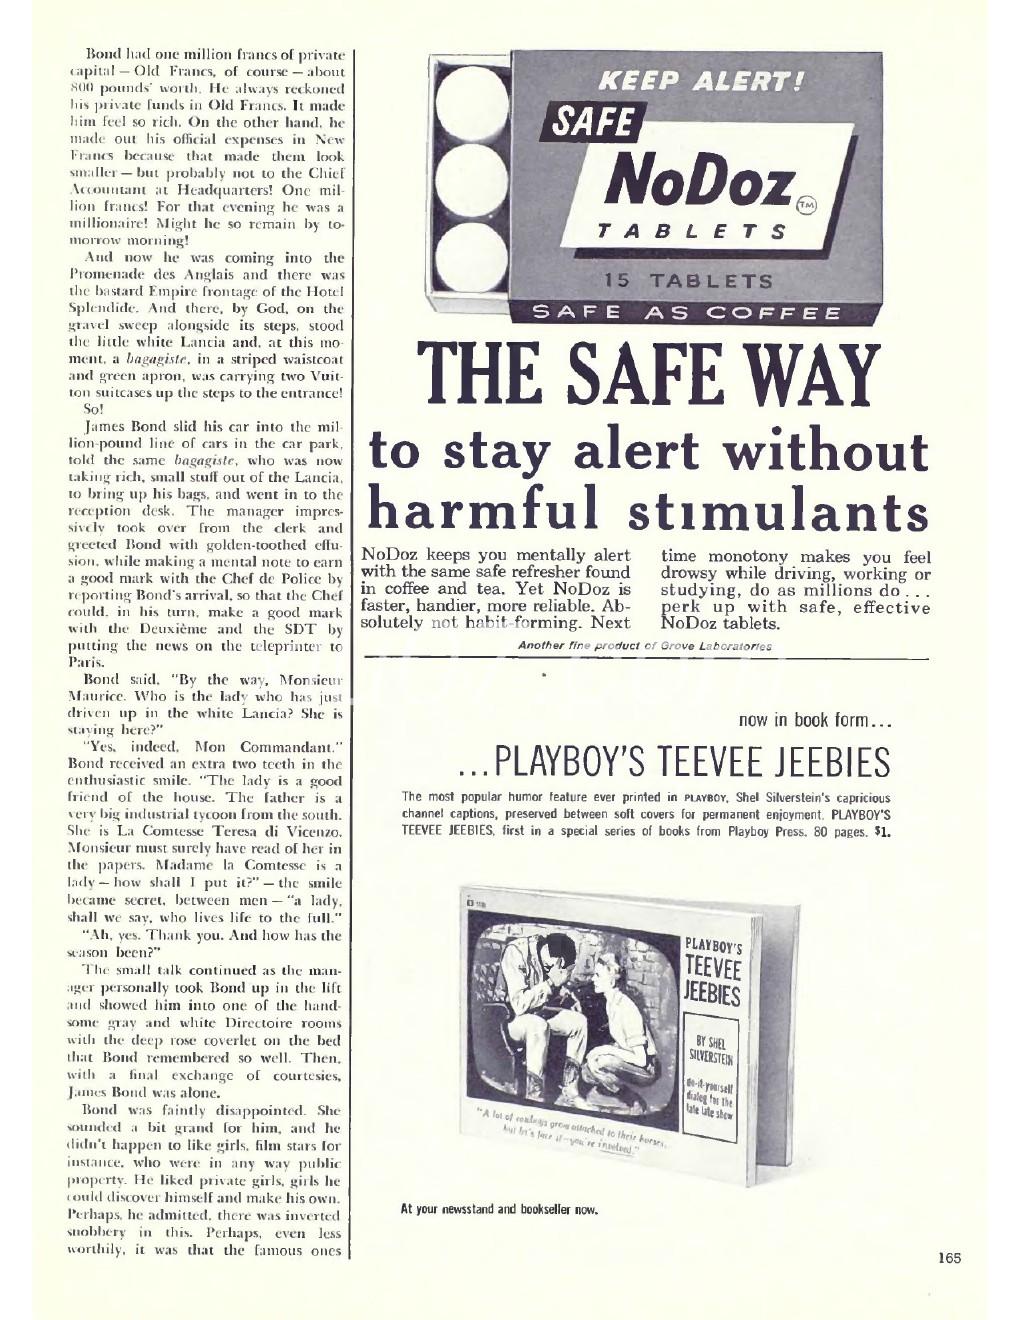 Bond had one million francs of private
capital — Old Francs, of course — about
800 pounds' worth. He always reckoned
his private funds in Old Francs. It made
him feel so rich. On the other hand, he
made out his official expenses in New
Francs because that made them look
smaller — but probably not to the Chief
Accountant at Headquarters! One mil-
lion francs! For that evening he was a
millionaire! Might he so remain by to-
morrow morning!
And now he was coming into the
Promenade des Anglais and there was
the bastard Empire frontage of the Hotel
Splendide. And there, by God, on the
gravel sweep alongside its steps, stood
the little white Lancia and, at this mo-
ment, a bagagiste, in a striped waistcoat
and green apron, was carrying two Vuit-
ton suitcases up the steps to the entrance!
So!
James Bond slid his car into the mil-
lion-pound line of cars in the car park,
told the same bagagiste, who was now
taking rich, small stuff out of the Lancia,
to bring up his bags, and went in to the
reception desk. The manager impres-
sively took over from the clerk and
greeted Bond with golden-toothed effu-
sion, while making a mental note to earn
a good mark with the Chef de Police by
reporting Bond's arrival, so that the Chef
could, in his turn, make a good mark
with the Deuxième and the SDT by
putting the news on the teleprinter to
Paris.
Bond said, "By the way, Monsieur
Maurice. Who is the lady who has just
driven up in the white Lancia? She is
staying here?"
"Yes, indeed, Mon Commandant."
Bond received an extra two teeth in the
enthusiastic smile. "The lady is a good
friend of the house. The father is a
very big industrial tycoon from the south.
She is La Comtesse Teresa di Vicenzo.
Monsieur must surely have read of her in
the papers. Madame la Comtesse is a
lady — how shall I put it?" — the smile
became secret, between men — "a lady,
shall we say, who lives life to the full."
"Ah, yes. Thank you. And how has the
season been?"
The small talk continued as the man-
ager personally took Bond up in the lift
and showed him into one of the hand-
some gray and white Directoire rooms
with the deep rose coverlet on the bed
that Bond remembered so well. Then,
with a final exchange of courtesies,
James Bond was alone.
Bond was faintly disappointed. She
sounded a bit grand for him, and he
didn't happen to like girls, film stars for
instance, who were in any way public
property. He liked private girls, girls he
could discover himself and make his own.
Perhaps, he admitted, there was inverted
snobbery in this. Perhaps, even less
worthily, it was that the famous ones
KEEP ALERT!
SAFE
NoDoz TM
TABLETS
15 TABLETS
SAFE AS COFFEE
THE SAFE WAY
to stay alert without
harmful stimulants
NoDoz keeps you mentally alert
with the same safe refresher found
in coffee and tea. Yet NoDoz is
faster, handier, more reliable. Ab-
solutely not habit-forming. Next
time monotony makes you feel
drowsy while driving, working or
studying, do as millions do . . .
perk up with safe, effective
NoDoz tablets.
Another fine product of Grove Laboratories
now in book form...
...PLAYBOY'S TEEVEE JEEBIES
The most popular humor feature ever printed in PLAYBOY, Shel Silverstein's capricious
channel captions, preserved between soft covers for permanent enjoyment. PLAYBOY'S
TEEVEE JEEBIES, first in a special series of books from Playboy Press. 80 pages. $1.
PLAYBOY'S
TEEVEE
JEEBIES
BY SHEL
SILVERSTEIN
do-it-yourself
dialog for the
late late show
"A lot of cowboys grow attached to their horses,
but let's face it—you're involved."
At your newsstand and bookseller now.
165